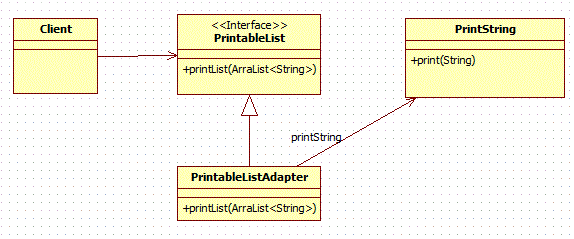 Client
<<Interface>>
PrintableList
+printList(ArraList<String>)
PrintString
+print(String)
printString
PrintableListAdapter
+printList(ArraList<String>)